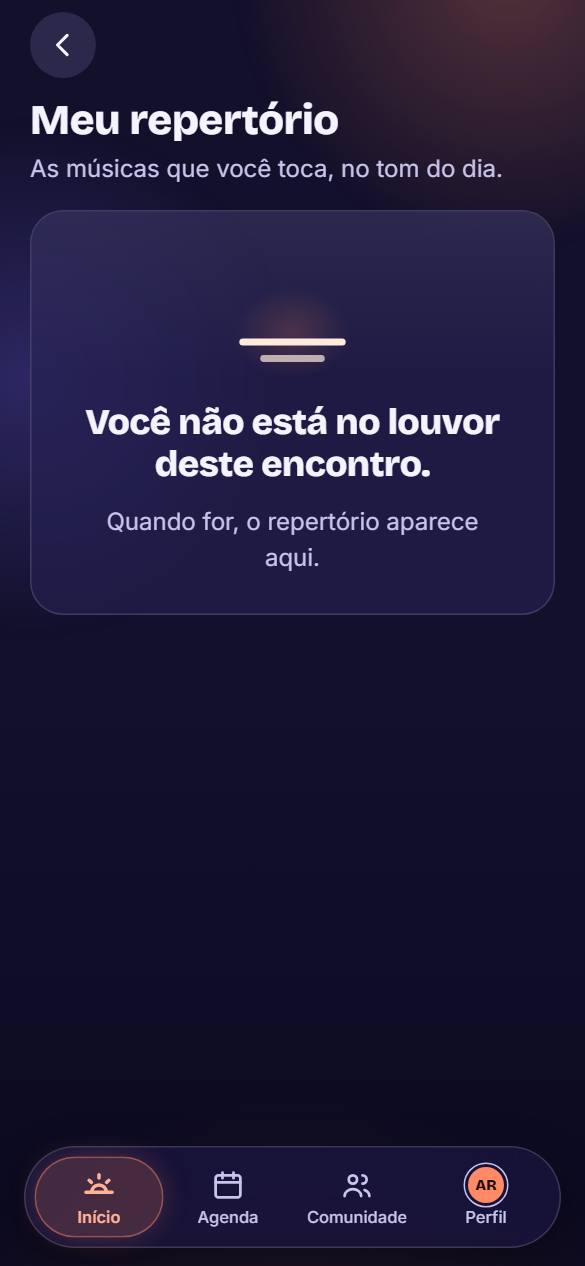 Meu repertório
As músicas que você toca, no tom do dia.
Você não está no louvor
deste encontro.
Quando for, o repertório aparece
aqui.
AR
Início
Agenda
Comunidade
Perfil